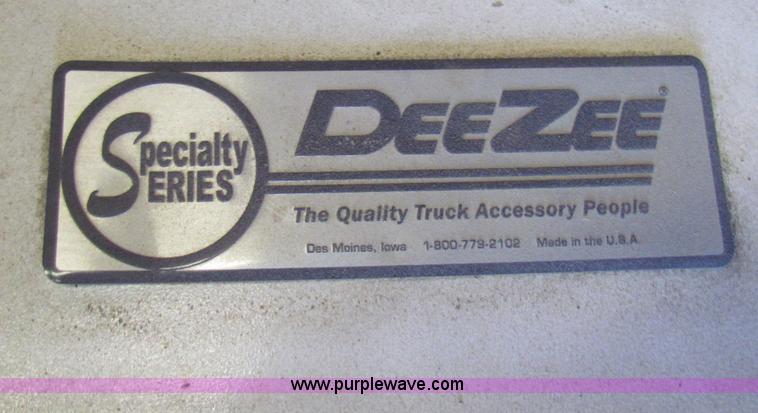 Specialty
SERIES
DEEZEE®
The Quality Truck Accessory People
Des Moines, Iowa 1-800-779-2102 Made in the U.S.A.
www.purplewave.com